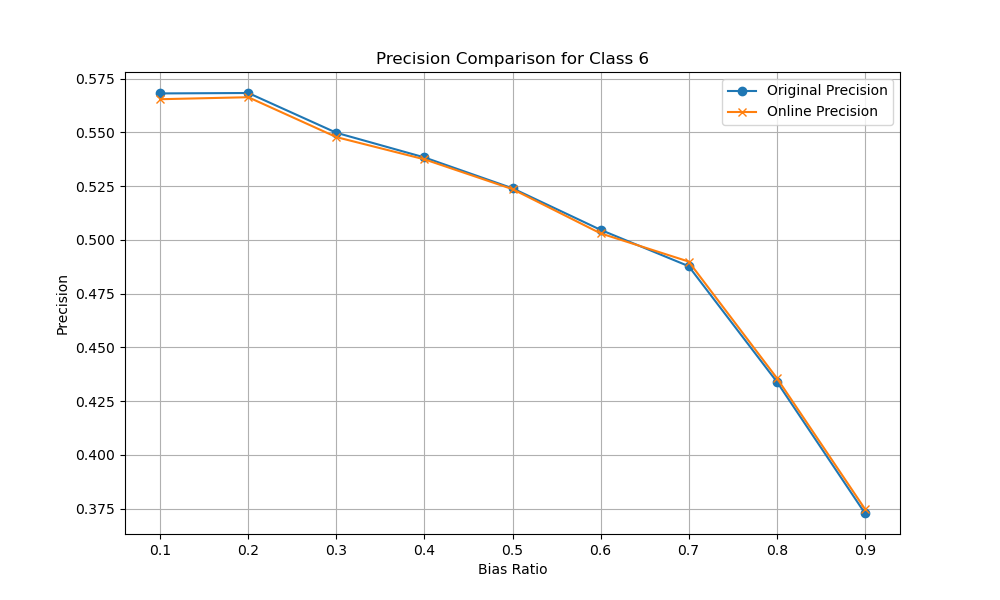 Precision Comparison for Class 6
Original Precision
Online Precision
0.575
0.550
0.525
0.500
0.475
0.450
0.425
0.400
0.375
Precision
0.1 0.2 0.3 0.4 0.5 0.6 0.7 0.8 0.9
Bias Ratio